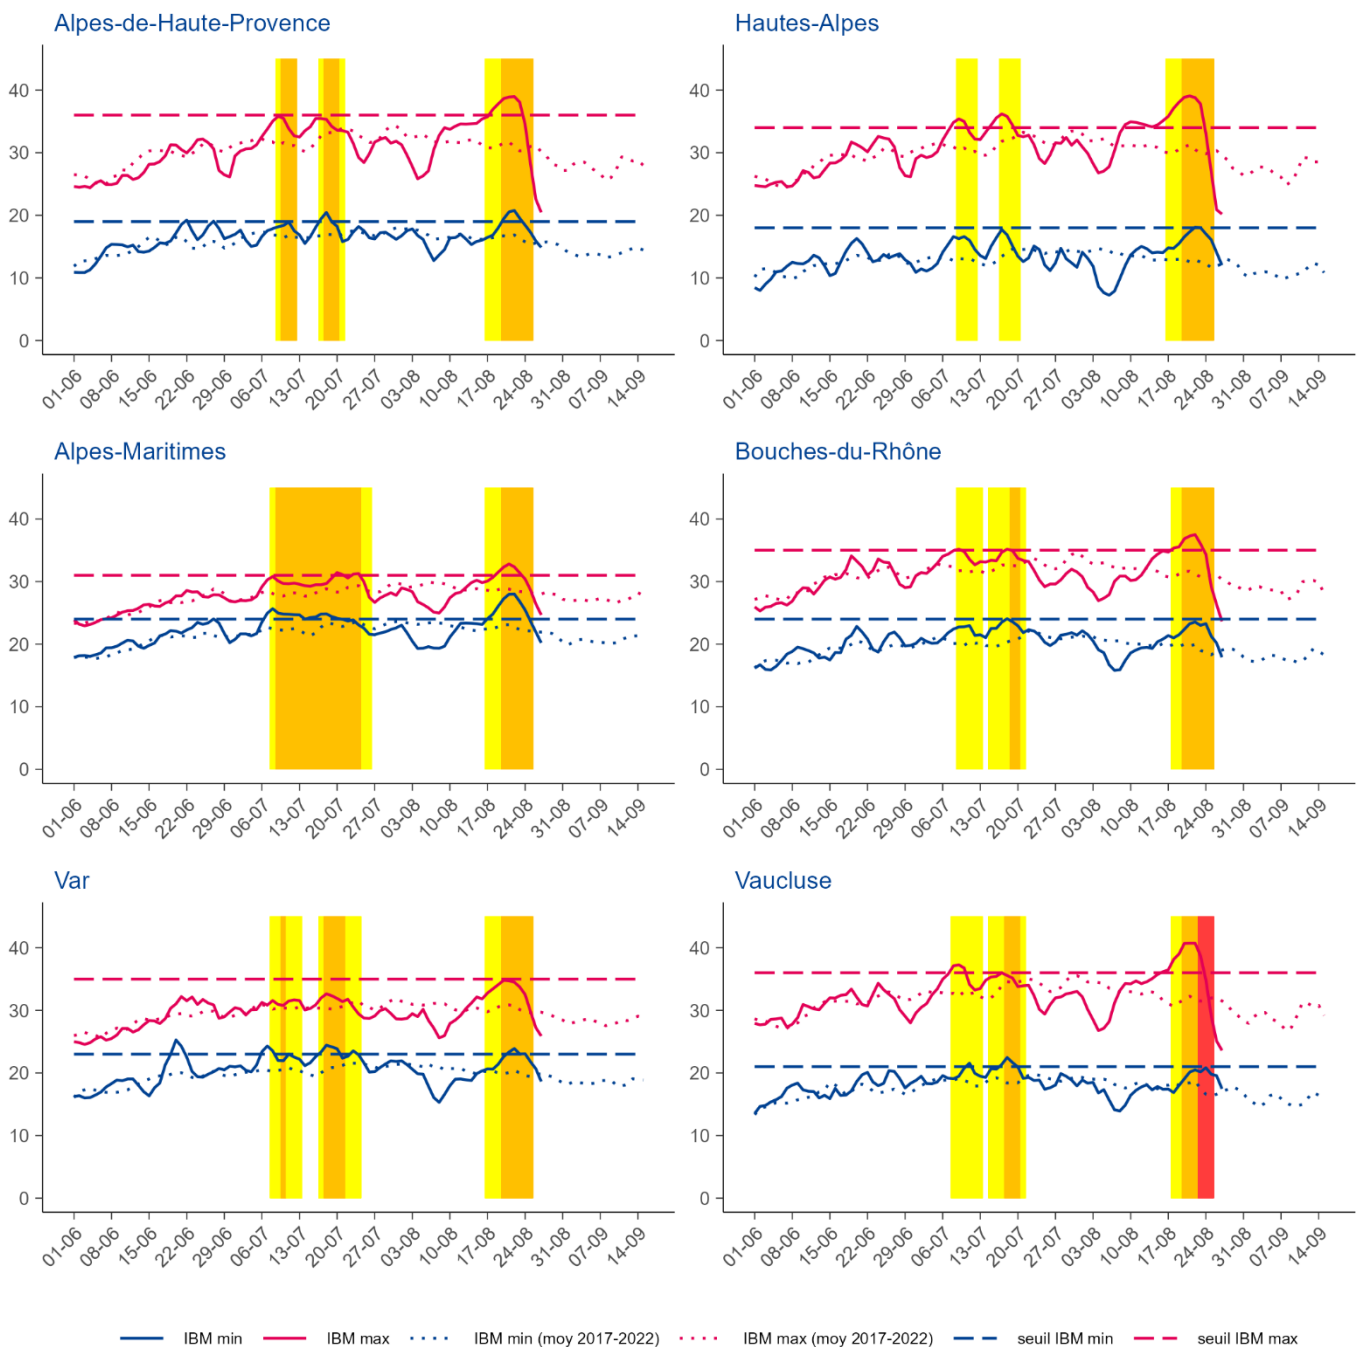 Alpes-de-Haute-Provence
40
30
20
10
0
01-06 08-06 15-06 22-06 29-06 06-07 13-07 20-07 27-07 03-08 10-08 17-08 24-08 31-08 07-09 14-09
Hautes-Alpes
01-06 08-06 15-06 22-06 29-06 06-07 13-07 20-07 27-07 03-08 10-08 17-08 24-08 31-08 07-09 14-09
Alpes-Maritimes
40
30
20
10
0
01-06 08-06 15-06 22-06 29-06 06-07 13-07 20-07 27-07 03-08 10-08 17-08 24-08 31-08 07-09 14-09
Bouches-du-Rhône
40
30
20
10
0
01-06 08-06 15-06 22-06 29-06 06-07 13-07 20-07 27-07 03-08 10-08 17-08 24-08 31-08 07-09 14-09
Var
40
30
20
10
0
01-06 08-06 15-06 22-06 29-06 06-07 13-07 20-07 27-07 03-08 10-08 17-08 24-08 31-08 07-09 14-09
Vaucluse
40
30
20
10
0
01-06 08-06 15-06 22-06 29-06 06-07 13-07 20-07 27-07 03-08 10-08 17-08 24-08 31-08 07-09 14-09
IBM min IBM max IBM min (moy 2017-2022) IBM max (moy 2017-2022) seuil IBM min seuil IBM max